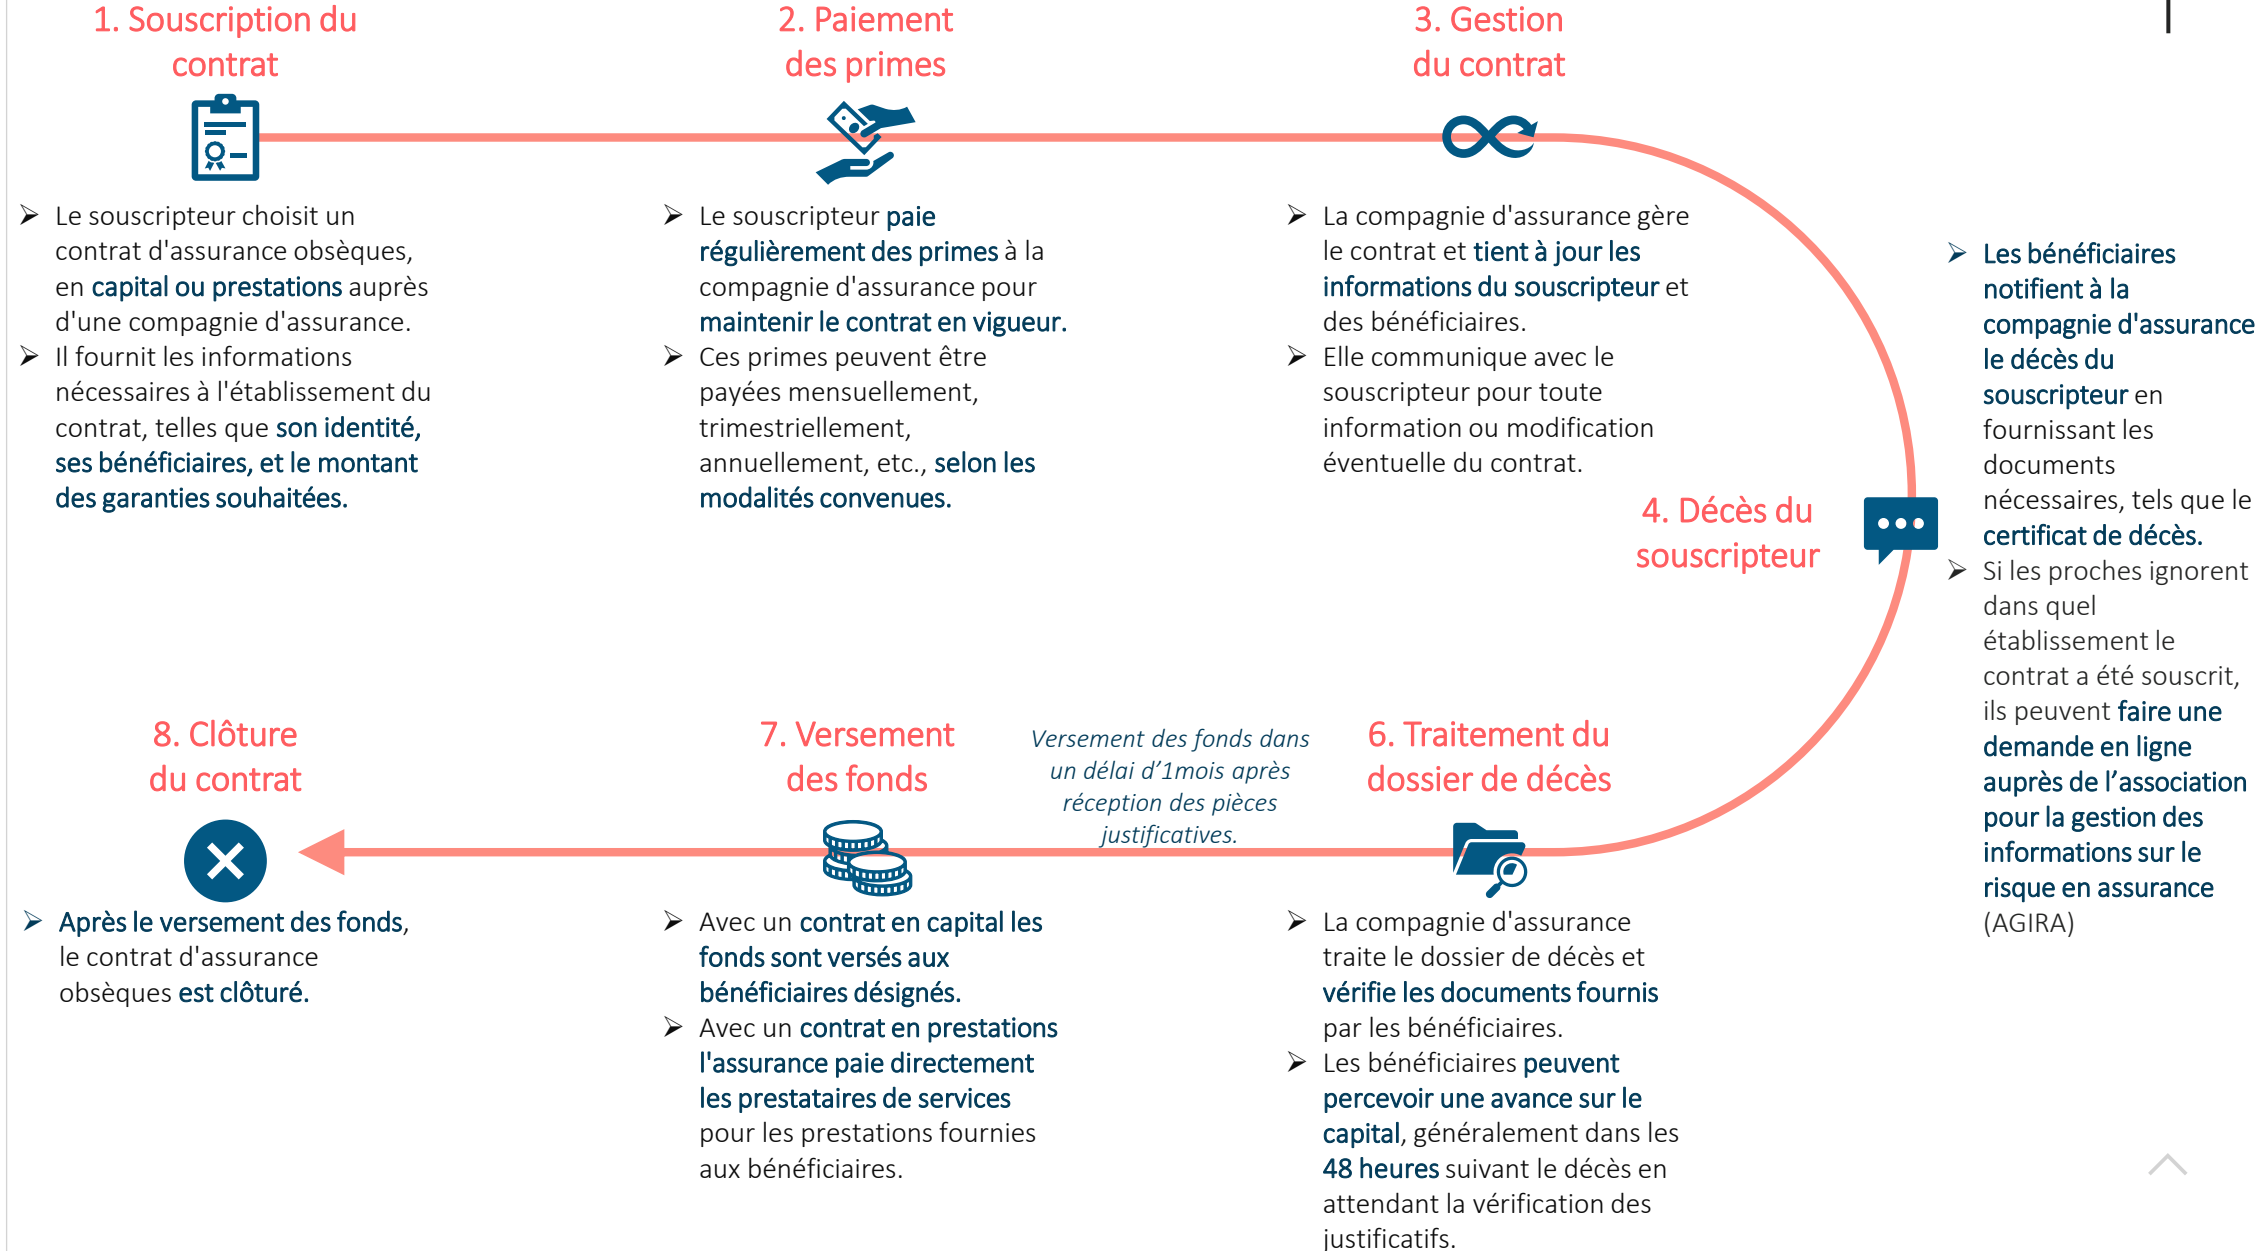 1. Souscription du
contrat
➢ Le souscripteur choisit un
contrat d'assurance obsèques,
en capital ou prestations auprès
d'une compagnie d'assurance.
➢ Il fournit les informations
nécessaires à l'établissement du
contrat, telles que son identité,
ses bénéficiaires, et le montant
des garanties souhaitées.
2. Paiement
des primes
➢ Le souscripteur paie
régulièrement des primes à la
compagnie d'assurance pour
maintenir le contrat en vigueur.
➢ Ces primes peuvent être
payées mensuellement,
trimestriellement,
annuellement, etc., selon les
modalités convenues.
3. Gestion
du contrat
➢ La compagnie d'assurance gère
le contrat et tient à jour les
informations du souscripteur et
des bénéficiaires.
➢ Elle communique avec le
souscripteur pour toute
information ou modification
éventuelle du contrat.
4. Décès du
souscripteur
➢ Les bénéficiaires
notifient à la
compagnie d'assurance
le décès du
souscripteur en
fournissant les
documents
nécessaires, tels que le
certificat de décès.
➢ Si les proches ignorent
dans quel
établissement le
contrat a été souscrit,
ils peuvent faire une
demande en ligne
auprès de l’association
pour la gestion des
informations sur le
risque en assurance
(AGIRA)
6. Traitement du
dossier de décès
➢ La compagnie d'assurance
traite le dossier de décès et
vérifie les documents fournis
par les bénéficiaires.
➢ Les bénéficiaires peuvent
percevoir une avance sur le
capital, généralement dans les
48 heures suivant le décès en
attendant la vérification des
justificatifs.
Versement des fonds dans
un délai d’1mois après
réception des pièces
justificatives.
7. Versement
des fonds
➢ Avec un contrat en capital les
fonds sont versés aux
bénéficiaires désignés.
➢ Avec un contrat en prestations
l'assurance paie directement
les prestataires de services
pour les prestations fournies
aux bénéficiaires.
8. Clôture
du contrat
➢ Après le versement des fonds,
le contrat d'assurance
obsèques est clôturé.